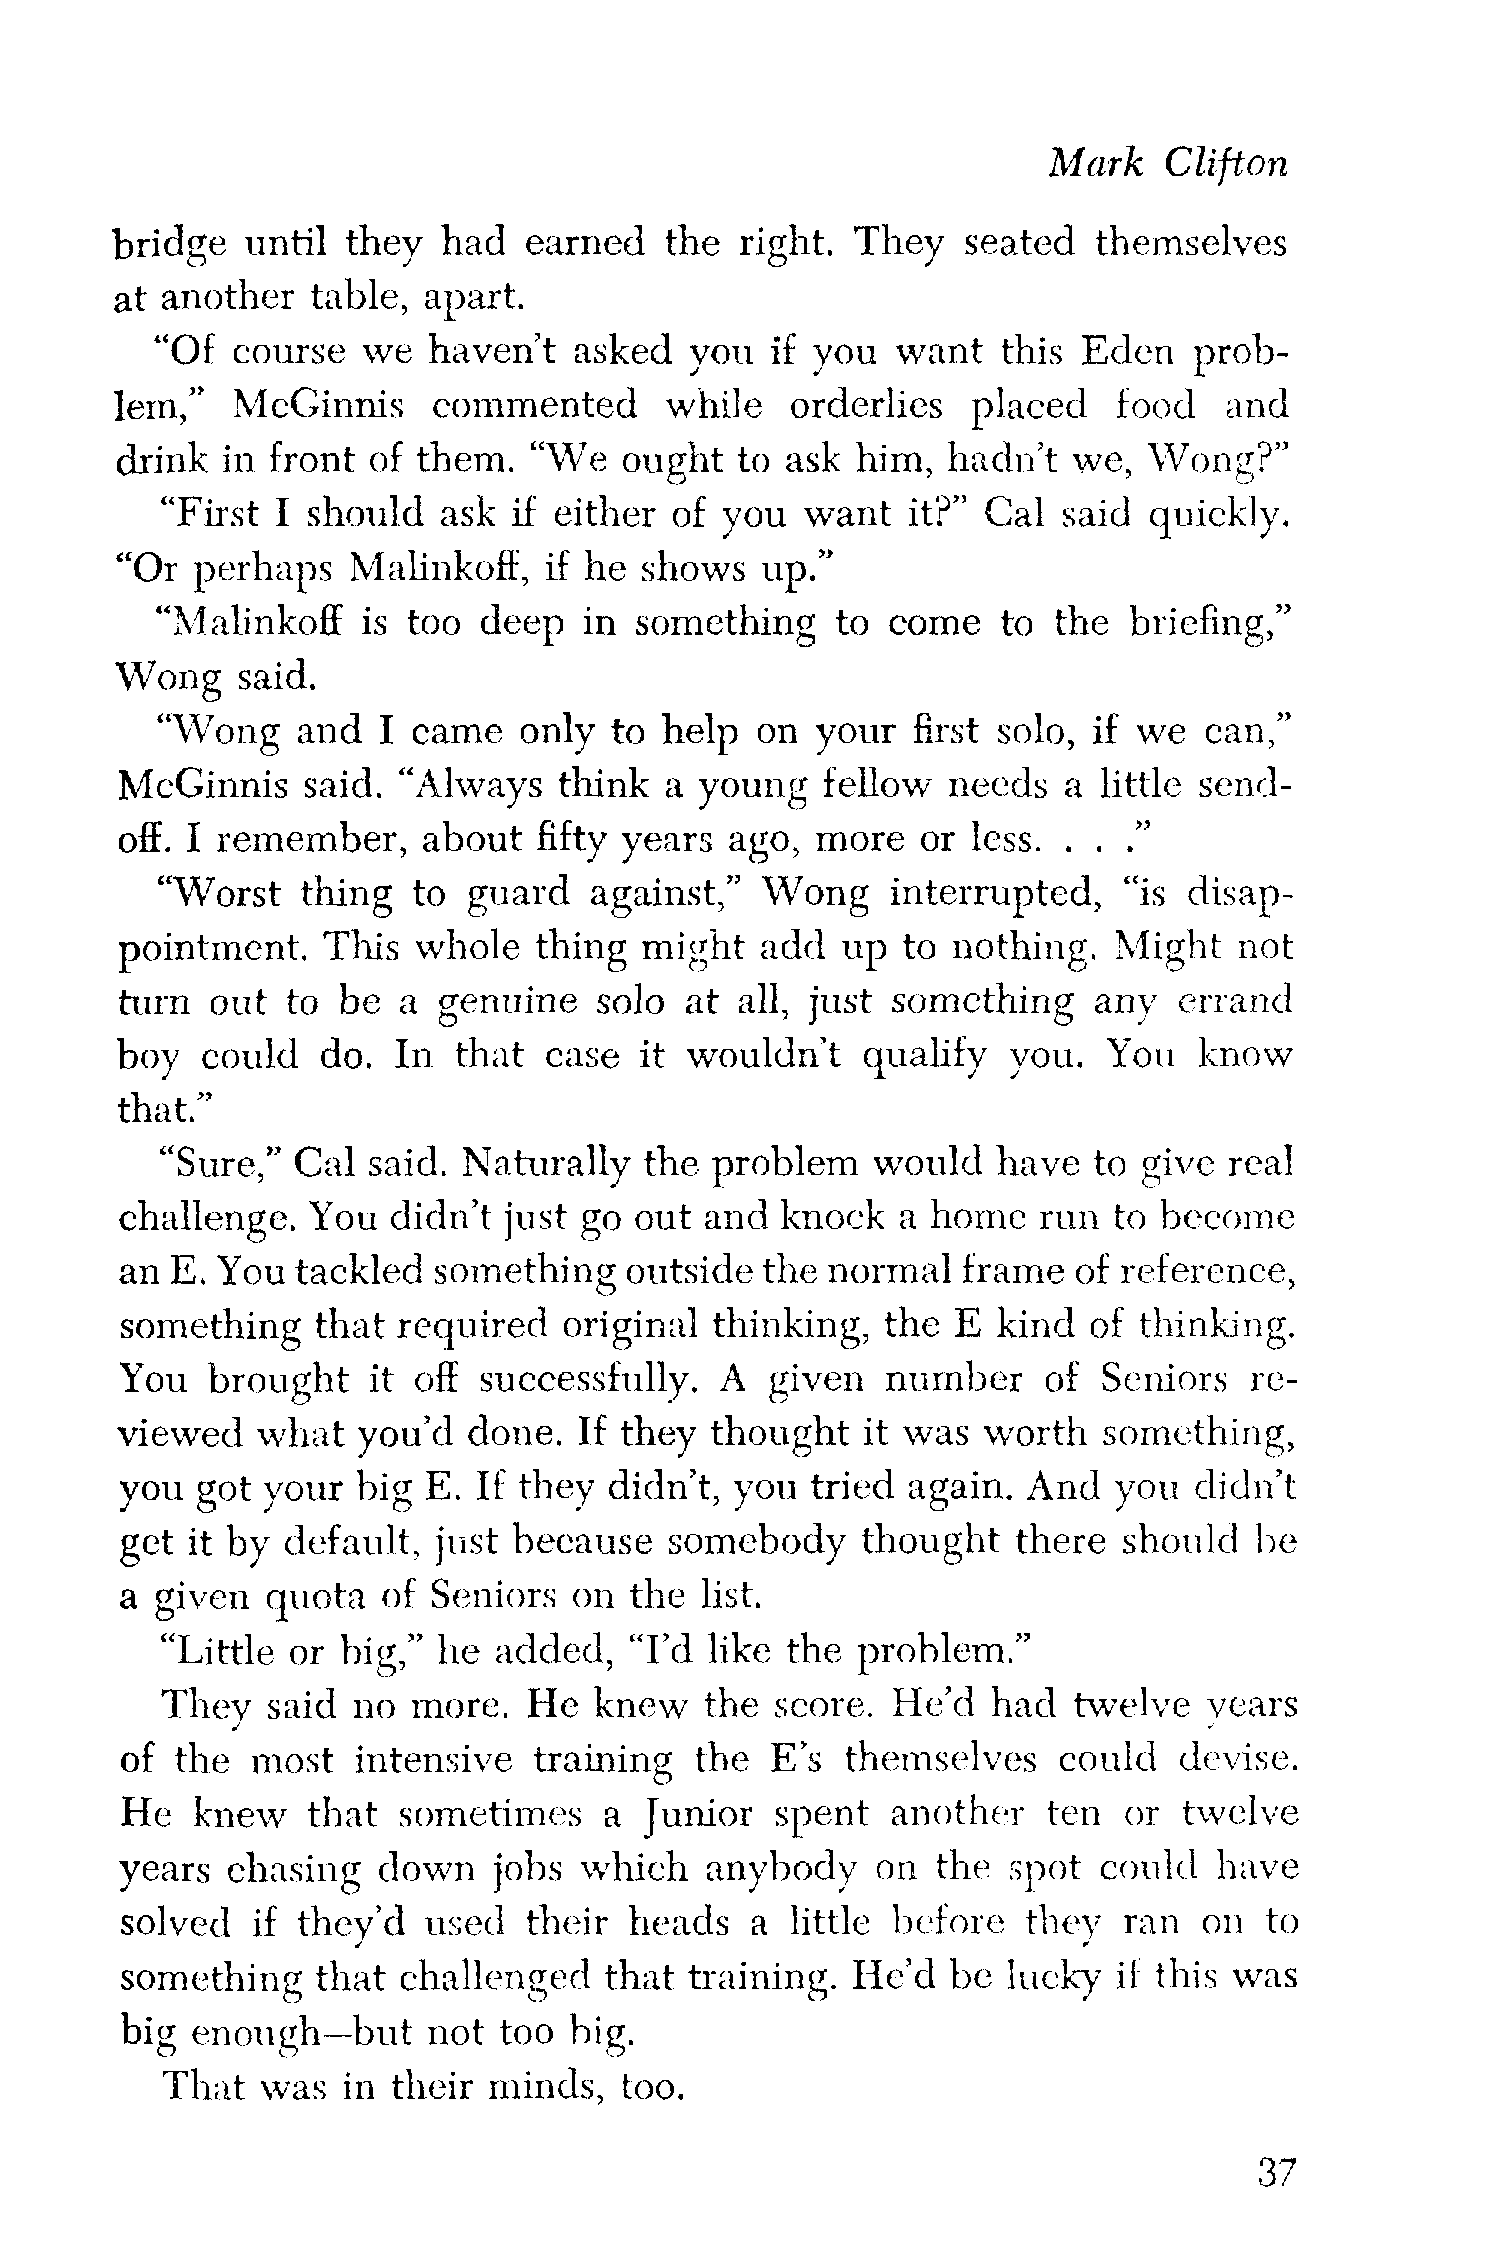 Mark Clifton
bridge until they had earned the right. They seated themselves
at another table, apart.
“Of course we haven’t asked you if you want this Eden prob-
lem,” McGinnis commented while orderlies placed food and
drink in front of them. “We ought to ask him, hadn’t we, Wong?”
“First I should ask if either of you want it?” Cal said quickly.
“Or perhaps Malinkoff, if he shows up.”
“Malinkoff is too deep in something to come to the briefing,”
Wong said.
“Wong and I came only to help on your first solo, if we can,”
McGinnis said. “Always think a young fellow needs a little send-
off. I remember, about fifty years ago, more or less. . . .”
“Worst thing to guard against,” Wong interrupted, “is disap-
pointment. This whole thing might add up to nothing. Might not
turn out to be a genuine solo at all, just something any errand
boy could do. In that case it wouldn’t qualify you. You know
that.”
“Sure,” Cal said. Naturally the problem would have to give real
challenge. You didn’t just go out and knock a home run to become
an E. You tackled something outside the normal frame of reference,
something that required original thinking, the E kind of thinking.
You brought it off successfully. A given number of Seniors re-
viewed what you’d done. If they thought it was worth something,
you got your big E. If they didn’t, you tried again. And you didn’t
get it by default, just because somebody thought there should be
a given quota of Seniors on the list.
“Little or big,” he added, “I’d like the problem.”
They said no more. He knew the score. He’d had twelve years
of the most intensive training the E’s themselves could devise.
He knew that sometimes a Junior spent another ten or twelve
years chasing down jobs which anybody on the spot could have
solved if they’d used their heads a little before they ran on to
something that challenged that training. He’d be lucky if this was
big enough—but not too big.
That was in their minds, too.
37